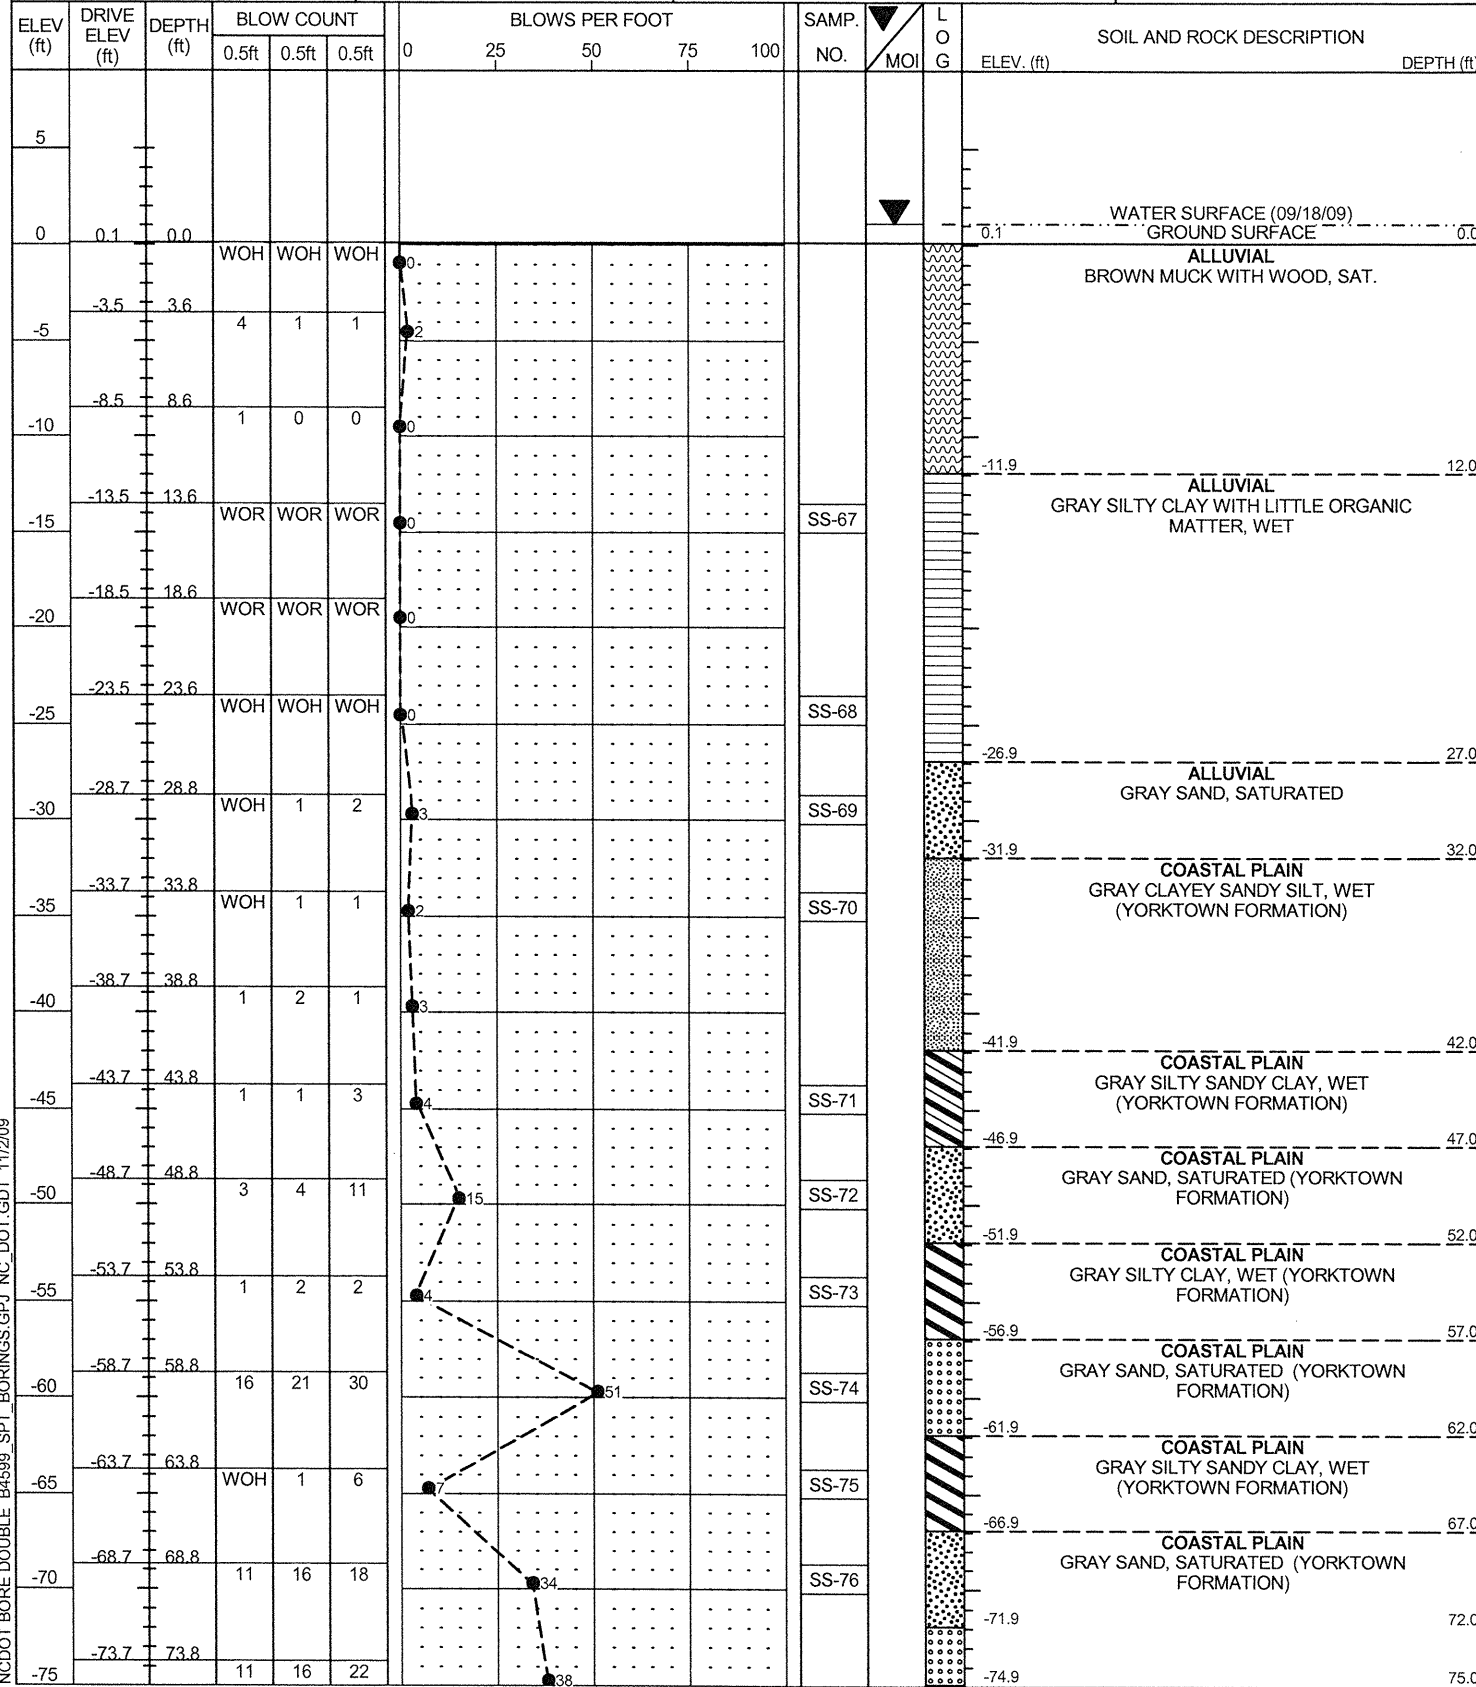 ELEV (ft) DRIVE ELEV (ft) DEPTH (ft) BLOW COUNT BLOWS PER FOOT SAMP. NO. MOI L O G SOIL AND ROCK DESCRIPTION
0.5ft 0.5ft 0.5ft 0 25 50 75 100 ELEV. (ft) DEPTH (ft)
5
WATER SURFACE (09/18/09)
0 0.1 0.0 0.1 GROUND SURFACE 0.0
WOH WOH WOH 0 ALLUVIAL
BROWN MUCK WITH WOOD, SAT.
-3.5 3.6
-5 4 1 1 2
-8.5 8.6
-10 1 0 0 0
-11.9 12.0
ALLUVIAL
-13.5 13.6 GRAY SILTY CLAY WITH LITTLE ORGANIC
-15 WOR WOR WOR 0 SS-67 MATTER, WET
-18.5 18.6
-20 WOR WOR WOR 0
-23.5 23.6
-25 WOH WOH WOH 0 SS-68
-26.9 27.0
ALLUVIAL
-28.7 28.8 GRAY SAND, SATURATED
-30 WOH 1 2 3 SS-69
-31.9 32.0
COASTAL PLAIN
-33.7 33.8 GRAY CLAYEY SANDY SILT, WET
-35 WOH 1 1 2 SS-70 (YORKTOWN FORMATION)
-38.7 38.8
-40 1 2 1 3
-41.9 42.0
COASTAL PLAIN
-43.7 43.8 GRAY SILTY SANDY CLAY, WET
-45 1 1 3 4 SS-71 (YORKTOWN FORMATION)
-46.9 47.0
COASTAL PLAIN
-48.7 48.8 GRAY SAND, SATURATED (YORKTOWN
-50 3 4 11 15 SS-72 FORMATION)
-51.9 52.0
COASTAL PLAIN
-53.7 53.8 GRAY SILTY CLAY, WET (YORKTOWN
-55 1 2 2 4 SS-73 FORMATION)
-56.9 57.0
COASTAL PLAIN
-58.7 58.8 GRAY SAND, SATURATED (YORKTOWN
-60 16 21 30 51 SS-74 FORMATION)
-61.9 62.0
COASTAL PLAIN
-63.7 63.8 GRAY SILTY SANDY CLAY, WET
-65 WOH 1 6 7 SS-75 (YORKTOWN FORMATION)
-66.9 67.0
COASTAL PLAIN
-68.7 68.8 GRAY SAND, SATURATED (YORKTOWN
-70 11 16 18 34 SS-76 FORMATION)
-71.9 72.0
-73.7 73.8
-75 11 16 22 38 -74.9 75.0
NCDOT BORE DOUBLE B4599_SPT_BORINGS.GPJ NC_DOT.GDT 11/2/09